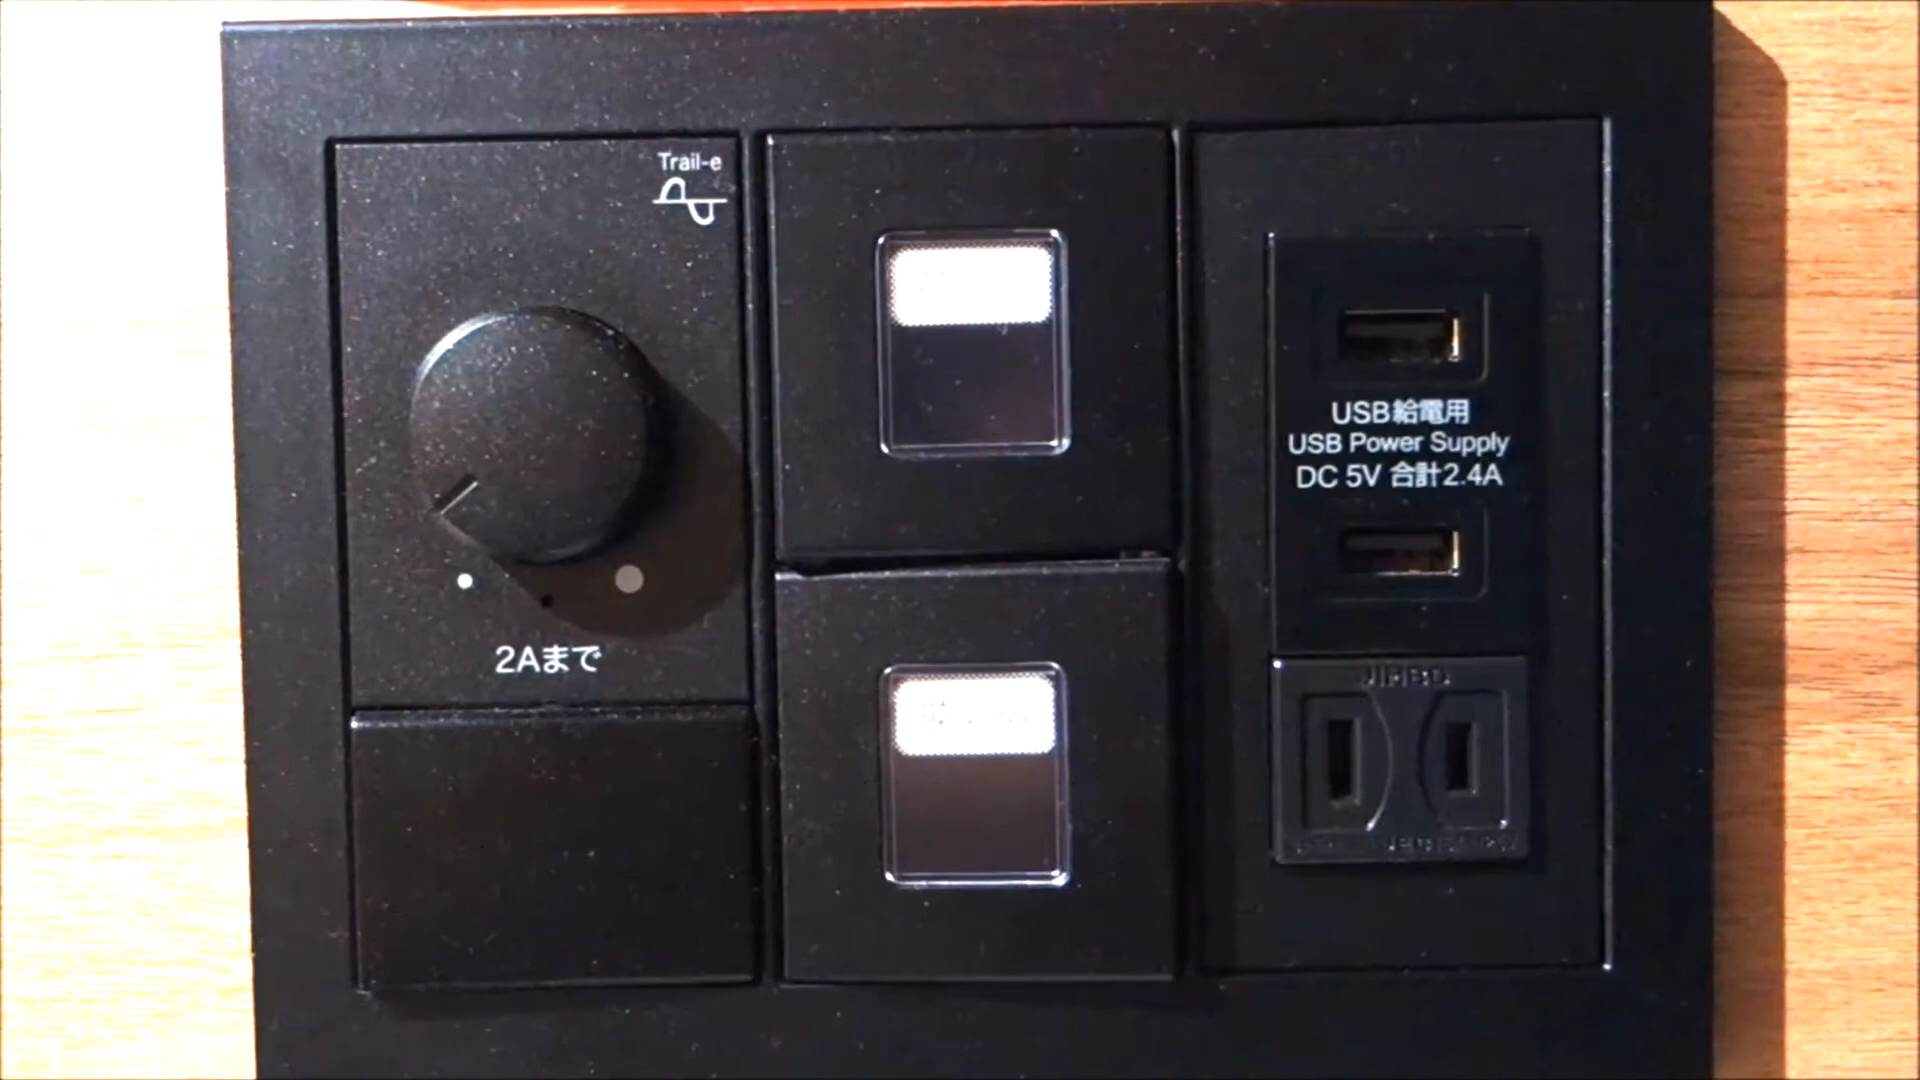 Trail-e
2Aまで
USB給電用
USB Power Supply
DC 5V 合計2.4A
JIMBO